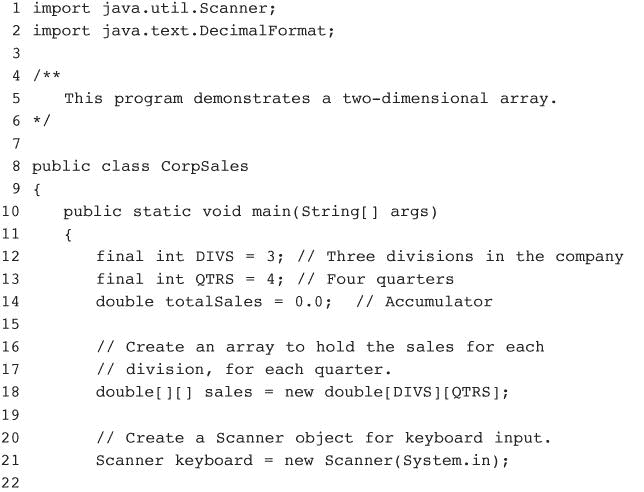 1 import java.util.Scanner;
2 import java.text.DecimalFormat;
3
4 /**
5    This program demonstrates a two-dimensional array.
6 */
7
8 public class CorpSales
9 {
10    public static void main(String[] args)
11    {
12       final int DIVS = 3; // Three divisions in the company
13       final int QTRS = 4; // Four quarters
14       double totalSales = 0.0;  // Accumulator
15
16       // Create an array to hold the sales for each
17       // division, for each quarter.
18       double[][] sales = new double[DIVS][QTRS];
19
20       // Create a Scanner object for keyboard input.
21       Scanner keyboard = new Scanner(System.in);
22